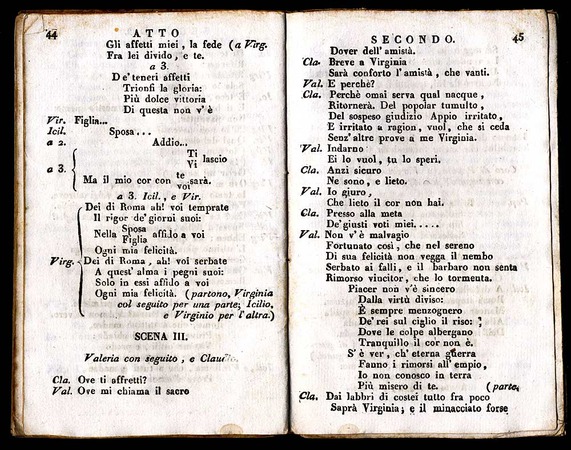 44
ATTO
Gli affetti miei, la fede (a Virg.
Fra lei divido, e te.
a 3.
De' teneri affetti
Trionfi la gloria:
Più dolce vittoria
Di questa non v'è
Vir. Figlia...
Icil. Sposa...
a 2. Addio...
a 3. Ti
Vi lascio
Ma il mio cor con te
voi sarà.
a 3. Icil., e Vir.
Dei di Roma ah! voi temprate
Il rigor de' giorni suoi:
Nella Sposa
Figlia affido a voi
Ogni mia felicità.
Virg. Dei di Roma, ah! voi serbate
A quest' alma i pegni suoi:
Solo in essi affido a voi
Ogni mia felicità. (partono, Virginia
col seguito per una parte; Icilio,
e Virginio per l'altra.)
SCENA III.
Valeria con seguito, e Claudio.
Cla. Ove ti affretti?
Val. Ove mi chiama il sacro
SECONDO.
45
Dover dell' amistà.
Cla. Breve a Virginia
Sarà conforto l'amistà, che vanti.
Val. E perchè?
Cla. Perchè omai serva qual nacque,
Ritornerà. Del popolar tumulto,
Del sospeso giudizio Appio irritato,
E irritato a ragion, vuol, che si ceda
Senz' altre prove a me Virginia.
Val. Indarno
Ei lo vuol, tu lo speri.
Cla. Anzi sicuro
Ne sono, e lieto.
Val. Io giuro,
Che lieto il cor non hai.
Cla. Presso alla meta
De' giusti voti miei.....
Val. Non v'è malvagio
Fortunato così, che nel sereno
Di sua felicità non vegga il nembo
Serbato ai falli, e il barbaro non senta
Rimorso vincitor, che lo tormenta.
Piacer non v'è sincero
Dalla virtù diviso:
È sempre menzognero
De' rei sul ciglio il riso:
Dove le colpe albergano
Tranquillo il cor non è.
S' è ver, ch' eterna guerra
Fanno i rimorsi all' empio,
Io non conosco in terra
Più misero di te. (parte.
Cla. Dai labbri di costei tutto fra poco
Saprà Virginia; e il minacciato forse